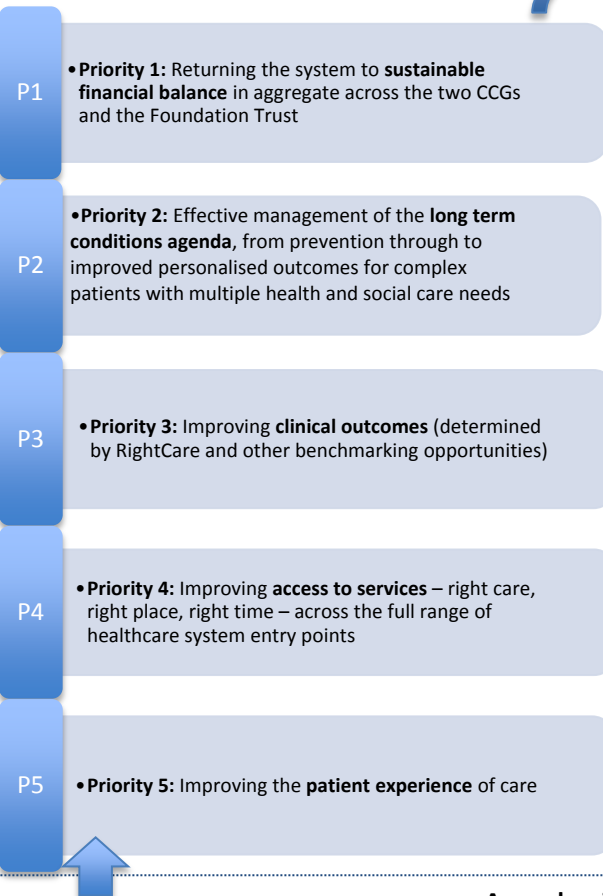 P1
•Priority 1: Returning the system to sustainable
financial balance in aggregate across the two CCGs
and the Foundation Trust
P2
•Priority 2: Effective management of the long term
conditions agenda, from prevention through to
improved personalised outcomes for complex
patients with multiple health and social care needs
P3
•Priority 3: Improving clinical outcomes (determined
by RightCare and other benchmarking opportunities)
P4
•Priority 4: Improving access to services – right care,
right place, right time – across the full range of
healthcare system entry points
P5
•Priority 5: Improving the patient experience of care